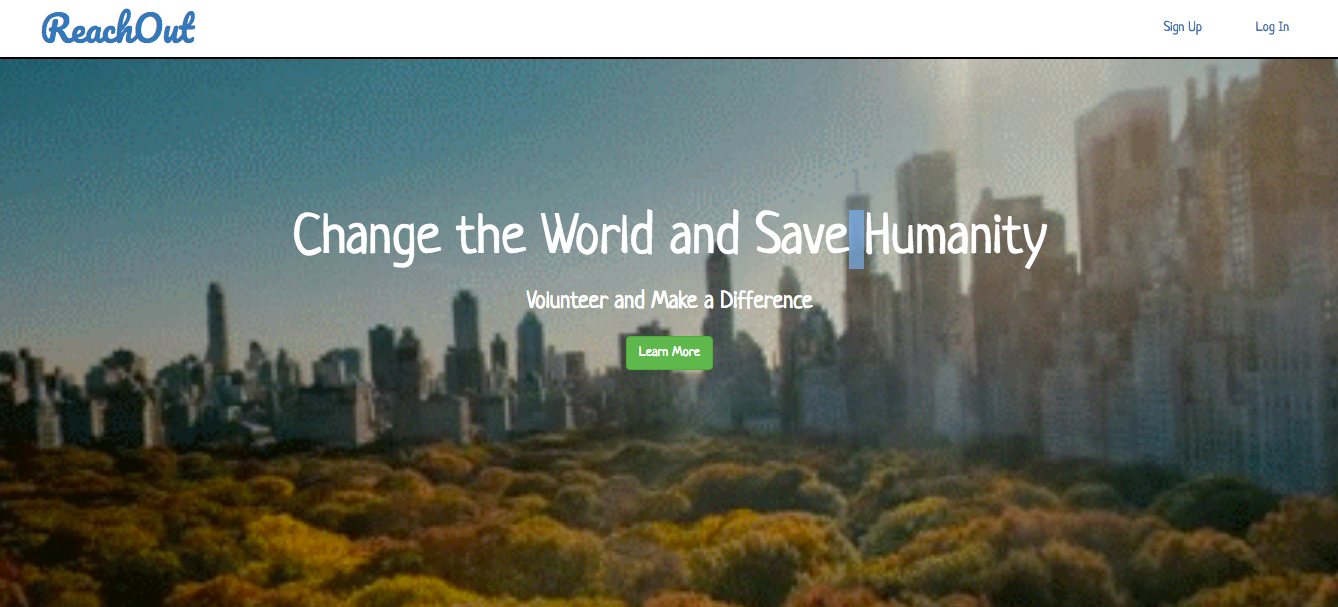 ReachOut
Sign Up
Log In
Change the World and Save Humanity
Volunteer and Make a Difference
Learn More